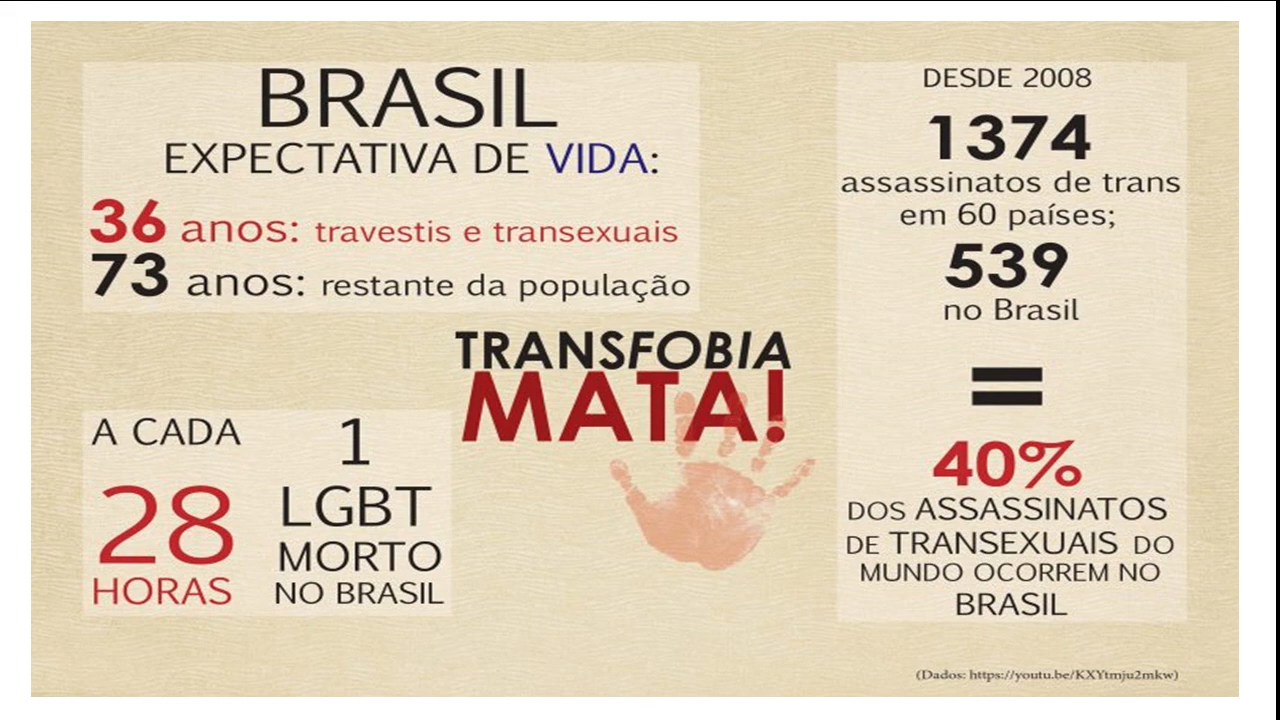 BRASIL
EXPECTATIVA DE VIDA:
36 anos: travestis e transexuais
73 anos: restante da população
TRANSFOBIA
MATA!
A CADA
28
HORAS
1
LGBT
MORTO
NO BRASIL
DESDE 2008
1374
assassinatos de trans
em 60 países;
539
no Brasil
=
40%
DOS ASSASSINATOS
DE TRANSEXUAIS DO
MUNDO OCORREM NO
BRASIL
(Dados: https://youtu.be/KXYtmju2mkw)